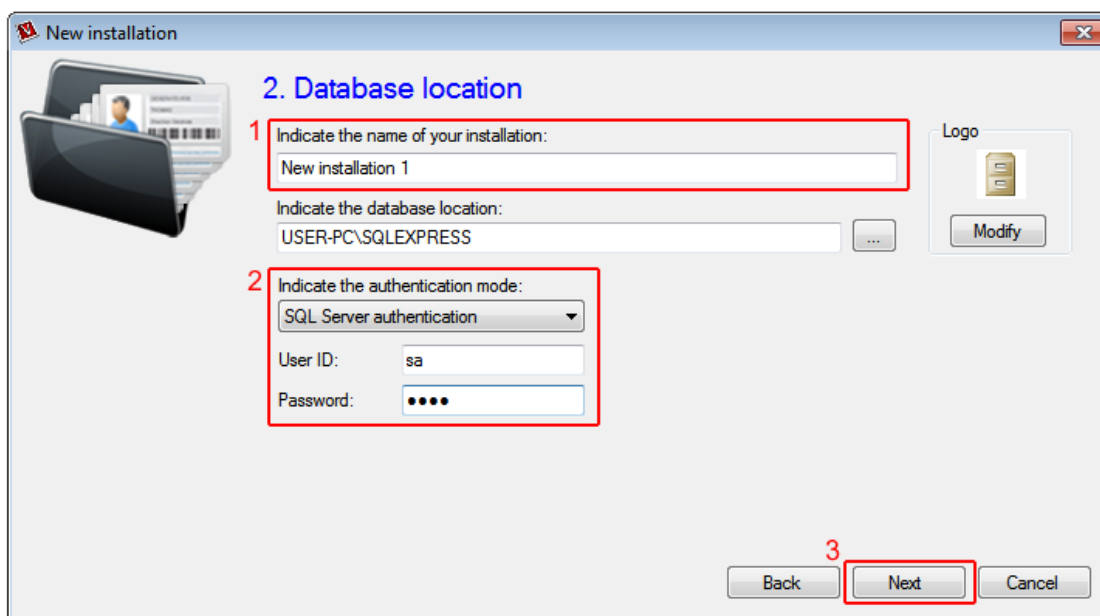 New installation
2. Database location
1
Indicate the name of your installation:
New installation 1
Logo
Indicate the database location:
USER-PC\SQLEXPRESS
...
Modify
2
Indicate the authentication mode:
SQL Server authentication
User ID:
sa
Password:
●●●●
3
Back
Next
Cancel